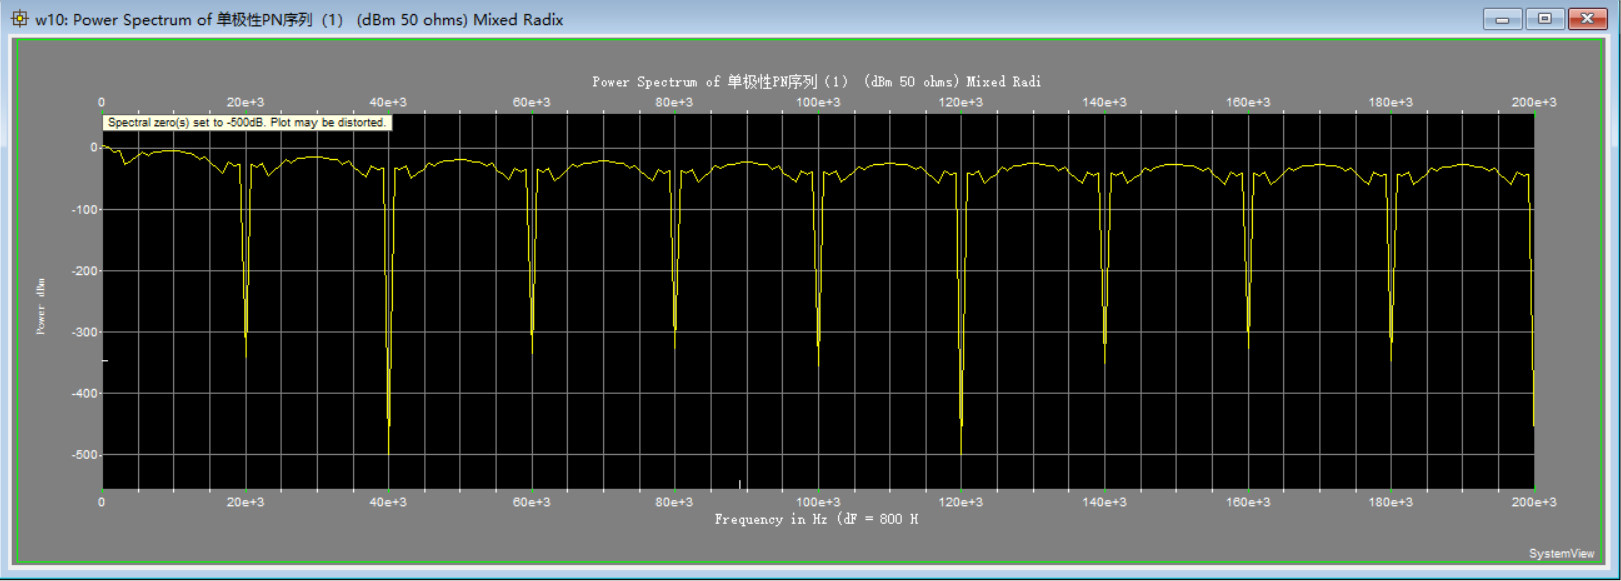 w10: Power Spectrum of 单极性PN序列 (1)  (dBm 50 ohms) Mixed Radix
Power Spectrum of 单极性PN序列 (1)  (dBm 50 ohms) Mixed Radi
0 20e+3 40e+3 60e+3 80e+3 100e+3 120e+3 140e+3 160e+3 180e+3 200e+3
Spectral zero(s) set to -500dB. Plot may be distorted.
0
-100
-200
-300
-400
-500
Power dBm
0 20e+3 40e+3 60e+3 80e+3 100e+3 120e+3 140e+3 160e+3 180e+3 200e+3
Frequency in Hz (dF = 800 H
SystemView